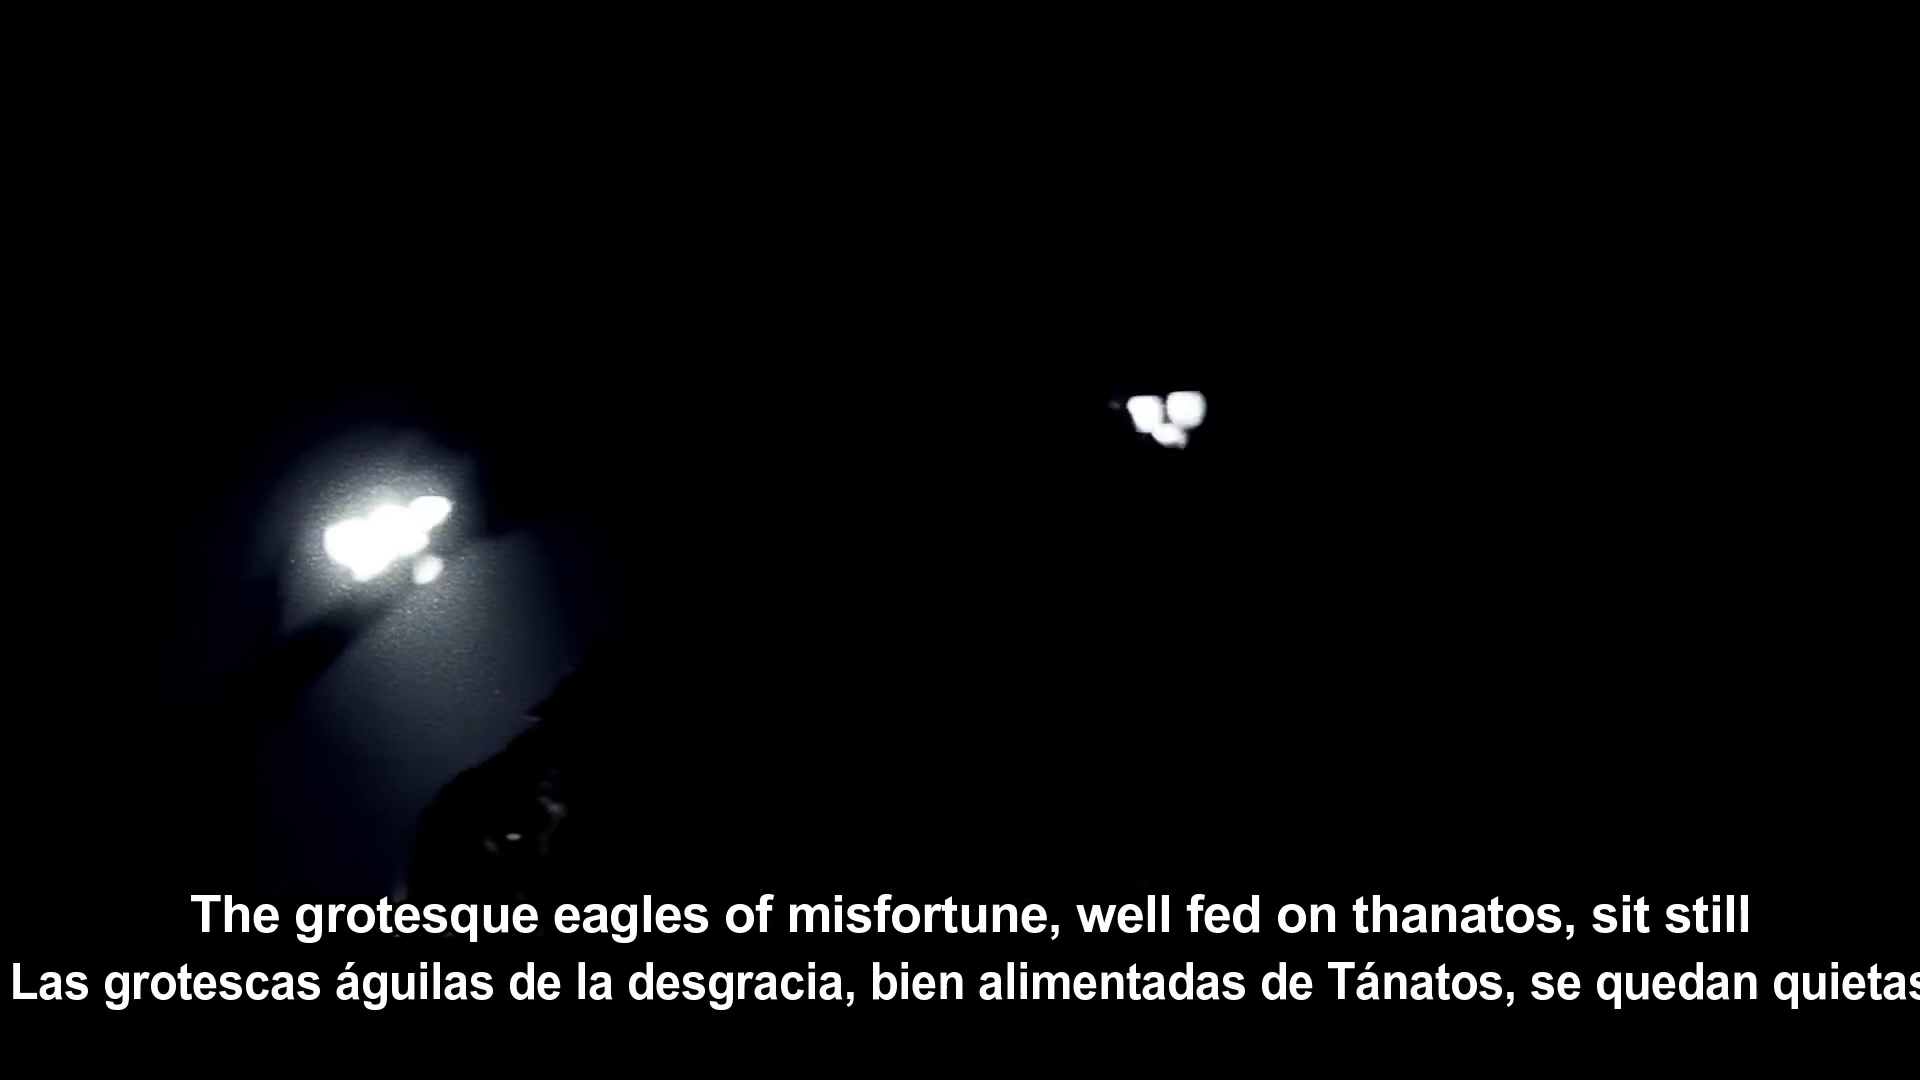 The grotesque eagles of misfortune, well fed on thanatos, sit still
Las grotescas águilas de la desgracia, bien alimentadas de Tánatos, se quedan quietas